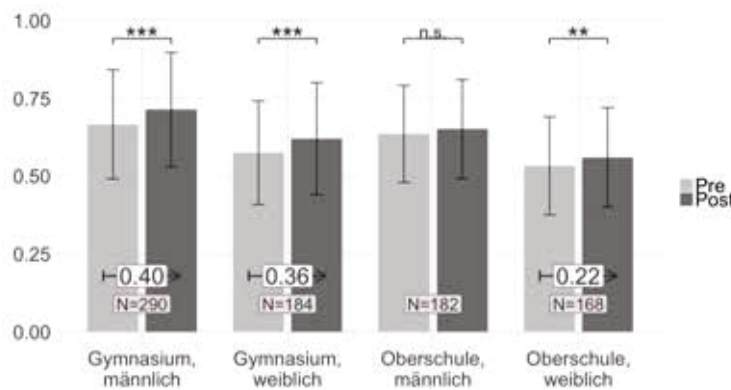 1.00
0.75
0.50
0.25
0.00
***
***
n.s.
**
0.40
0.36
0.22
N=290
N=184
N=182
N=168
Gymnasium,
männlich
Gymnasium,
weiblich
Oberschule,
männlich
Oberschule,
weiblich
Pre
Post